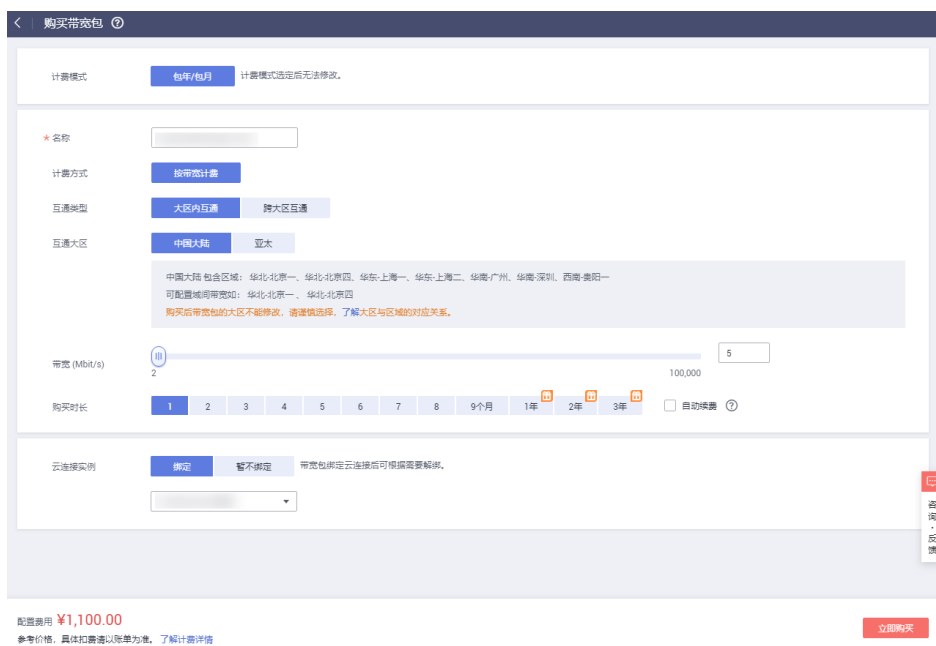 购买带宽包 ?
计费模式 包年/包月 计费模式选定后无法修改。
* 名称
计费方式 按带宽计费
互通类型 大区内互通 跨大区互通
互通大区 中国大陆 亚太
中国大陆 包含区域: 华北-北京一、华北-北京四、华东-上海一、华东-上海二、华南-广州、华南-深圳、西南-贵阳一
可配置域间带宽如: 华北-北京一 、 华北-北京四
购买后带宽包的大区不能修改，请谨慎选择，了解大区与区域的对应关系。
带宽 (Mbit/s) 5
2 100,000
购买时长 1 2 3 4 5 6 7 8 9个月 1年 2年 3年 自动续费 ?
云连接实例 绑定 暂不绑定 带宽包绑定云连接后可根据需要解绑。
咨询·反馈
配置费用 ¥1,100.00
参考价格，具体扣费请以账单为准。 了解计费详情
立即购买